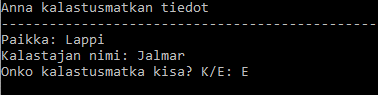 Anna kalastusmatkan tiedot
-----------------------------------------------
Paikka: Lappi
Kalastajan nimi: Jalmar
Onko kalastusmatka kisa? K/E: E